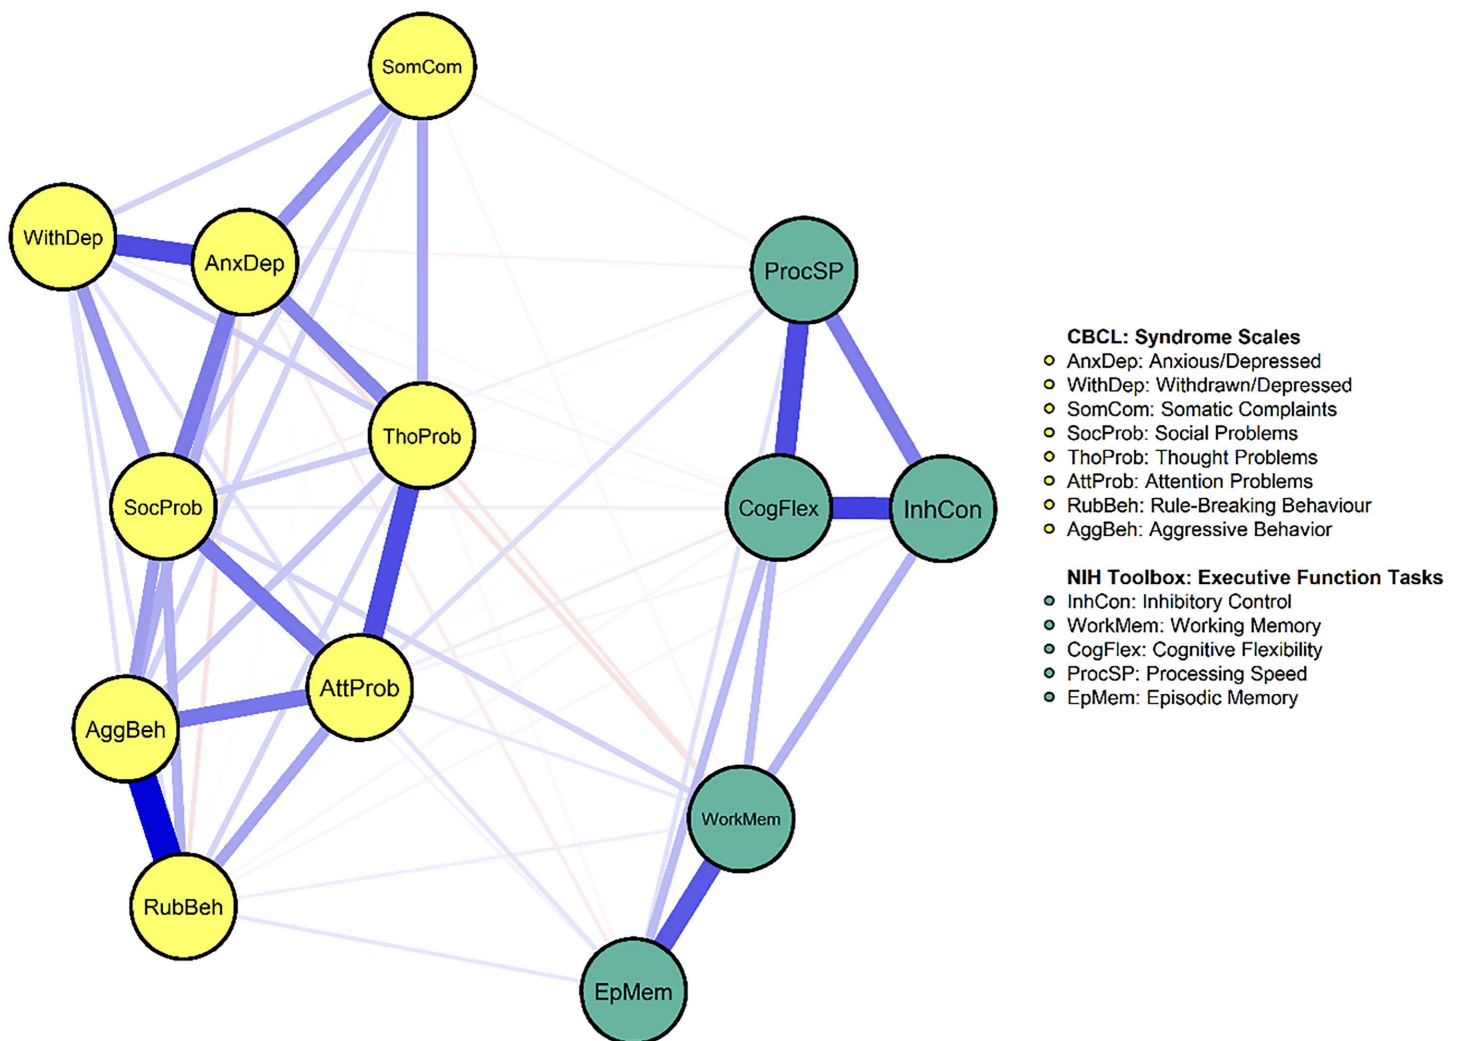 SomCom
WithDep
AnxDep
ProcSP
ThoProb
SocProb
CogFlex
InhCon
AttProb
AggBeh
WorkMem
RubBeh
EpMem
CBCL: Syndrome Scales
AnxDep: Anxious/Depressed
WithDep: Withdrawn/Depressed
SomCom: Somatic Complaints
SocProb: Social Problems
ThoProb: Thought Problems
AttProb: Attention Problems
RubBeh: Rule-Breaking Behaviour
AggBeh: Aggressive Behavior
NIH Toolbox: Executive Function Tasks
InhCon: Inhibitory Control
WorkMem: Working Memory
CogFlex: Cognitive Flexibility
ProcSP: Processing Speed
EpMem: Episodic Memory